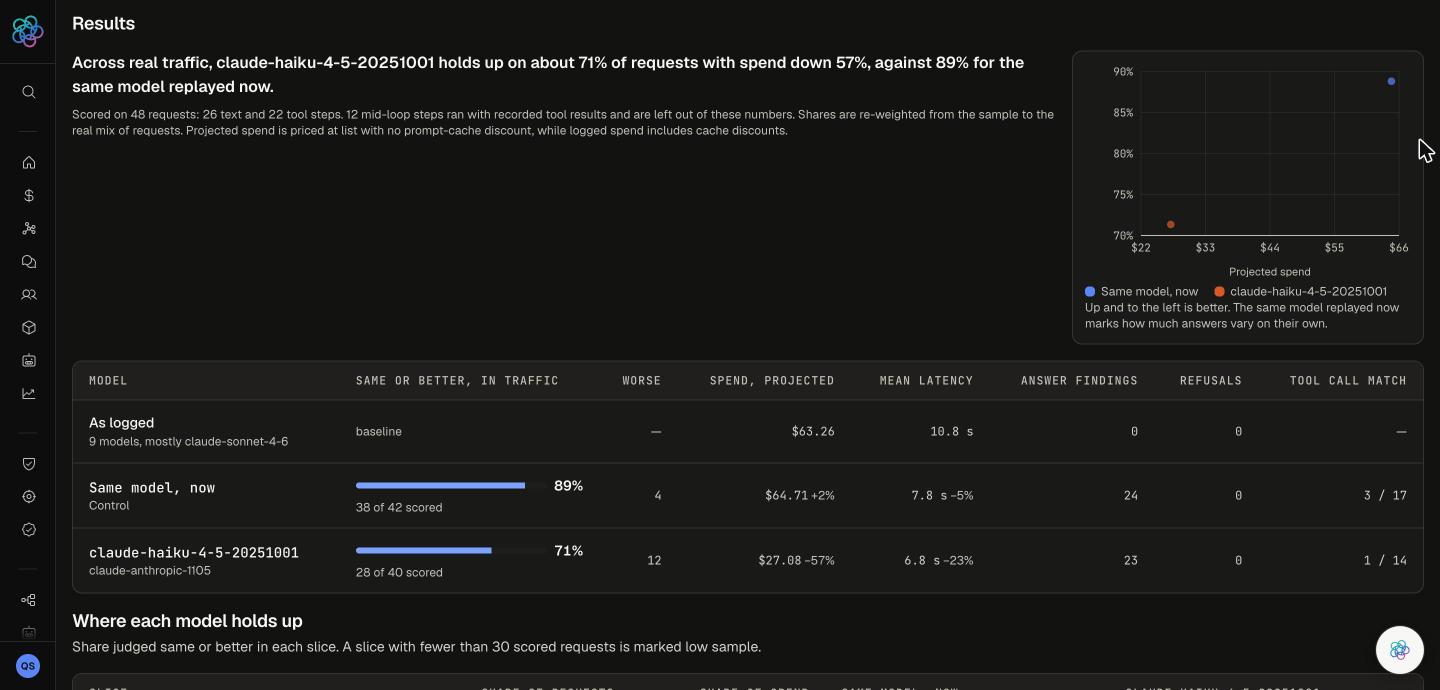 Results
Across real traffic, claude-haiku-4-5-20251001 holds up on about 71% of requests with spend down 57%, against 89% for the
same model replayed now.
Scored on 48 requests: 26 text and 22 tool steps. 12 mid-loop steps ran with recorded tool results and are left out of these numbers. Shares are re-weighted from the sample to the
real mix of requests. Projected spend is priced at list with no prompt-cache discount, while logged spend includes cache discounts.
90%
85%
80%
75%
70%
$22 $33 $44 $55 $66
Projected spend
Same model, now claude-haiku-4-5-20251001
Up and to the left is better. The same model replayed now
marks how much answers vary on their own.
MODEL SAME OR BETTER, IN TRAFFIC WORSE SPEND, PROJECTED MEAN LATENCY ANSWER FINDINGS REFUSALS TOOL CALL MATCH
As logged
9 models, mostly claude-sonnet-4-6
baseline — $63.26 10.8 s 0 0 —
Same model, now
Control
89%
38 of 42 scored
4 $64.71 +2% 7.8 s -5% 24 0 3 / 17
claude-haiku-4-5-20251001
claude-anthropic-1105
71%
28 of 40 scored
12 $27.08 -57% 6.8 s -23% 23 0 1 / 14
Where each model holds up
Share judged same or better in each slice. A slice with fewer than 30 scored requests is marked low sample.
QS